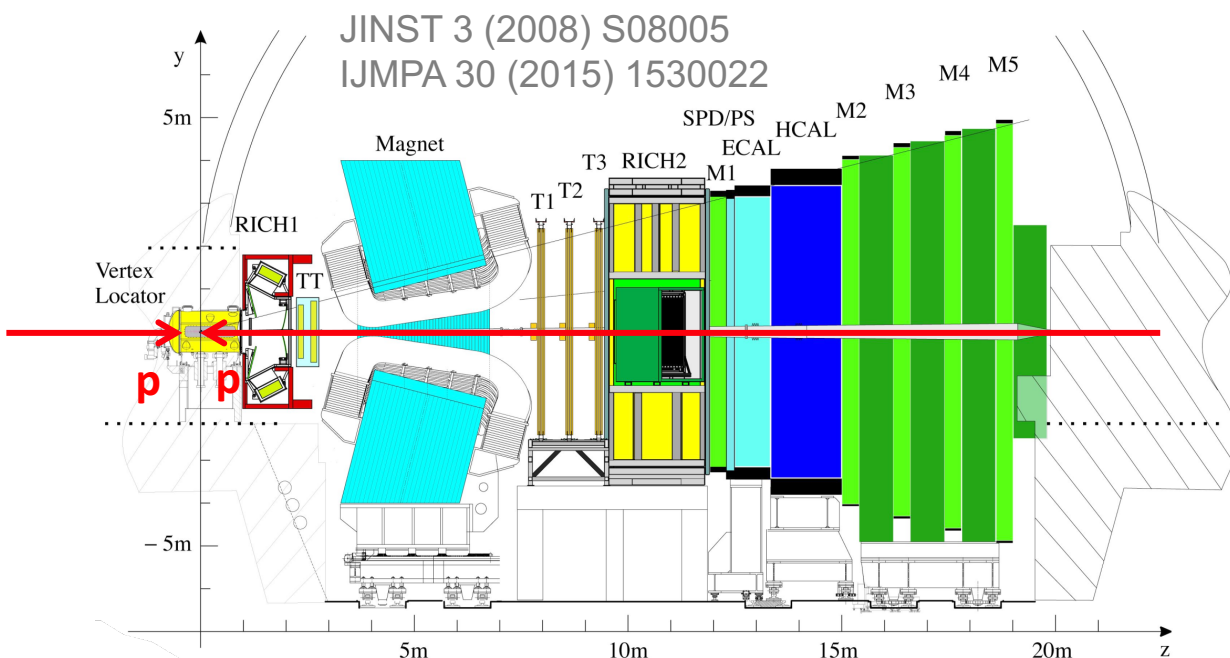 JINST 3 (2008) S08005
IJMPA 30 (2015) 1530022
y
5m
Magnet
SPD/PS
ECAL
HCAL
M1
M2
M3
M4
M5
T1
T2
T3
RICH2
RICH1
TT
Vertex
Locator
p
p
− 5m
5m
10m
15m
20m
z